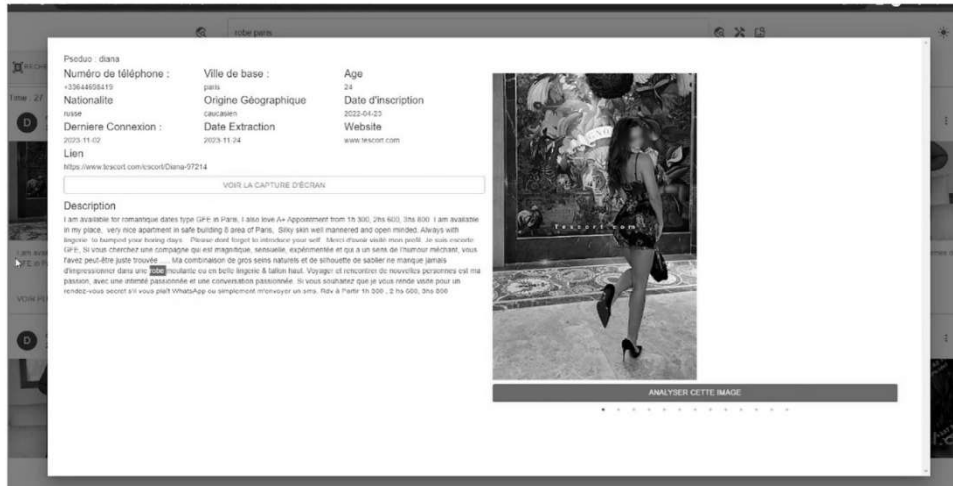 robe paris
Pseduo : diana
Numéro de téléphone : Ville de base : Age
paris 24
Nationalite Origine Géographique Date d'inscription
russe caucasien
Derniere Connexion : Date Extraction Website
2023-11-02 2023-11-24 www.tescort.com
Lien
VOIR LA CAPTURE D'ÉCRAN
Description
I am available for romantique dates type GFE in Paris, I also love A+ Appointment from 1h 300, 2hs 600, 3hs 800 I am available
in my place, very nice apartment in safe building & area of Paris, Silky skin well mannered and open minded. Always with
lingerie to bumped your boring days Please dont forget to introduce your self Merci d'avoir visité mon profil. Je suis escorte
GFE, Si vous cherchez une compagne qui est magnifique, sensuelle, expérimentée et qui a un sens de l'humour méchant, vous
l'avez peut-être juste trouvée ..... Ma combinaison de gros seins naturels et de silhouette de sablier ne manque jamais
d'impressionner dans une robe moulante ou en belle lingerie & tallon haut. Voyager et rencontrer de nouvelles personnes est ma
passion, avec une intimité passionnée et une conversation passionnée. Si vous souhaitez que je vous rende visite pour un
rendez-vous secret s'il vous plaît WhatsApp ou simplement m'envoyer un sms. Rdv à Partir 1h 300 , 2 hs 600, 3hs 800
Tescort.com
ANALYSER CETTE IMAGE